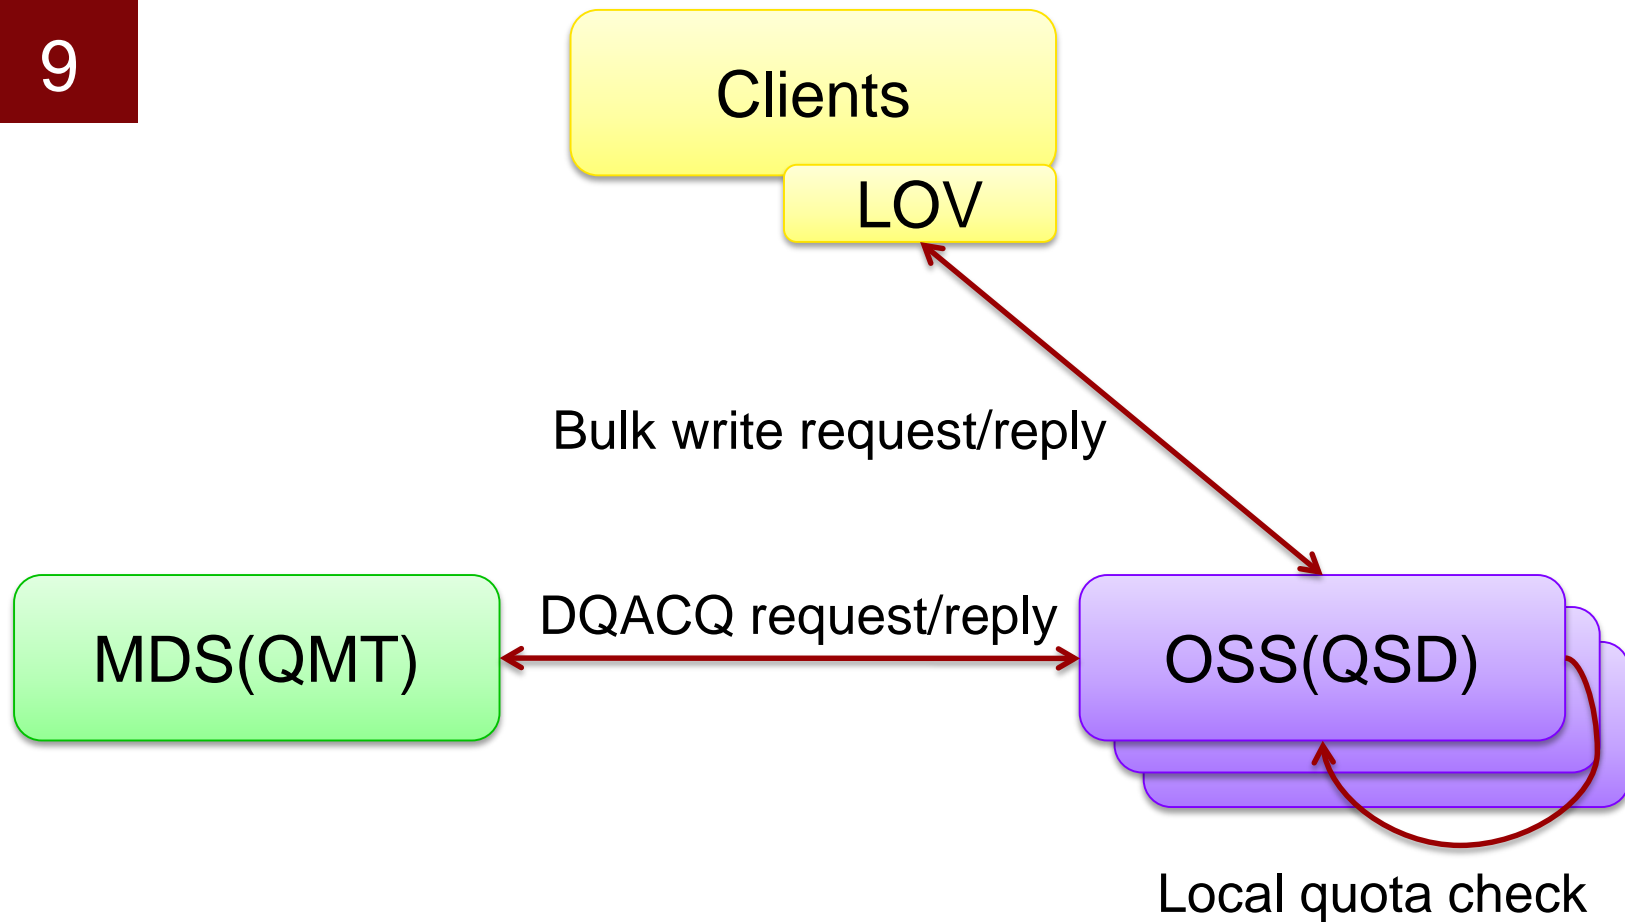 9
Clients
LOV
Bulk write request/reply
DQACQ request/reply
MDS(QMT)
OSS(QSD)
Local quota check